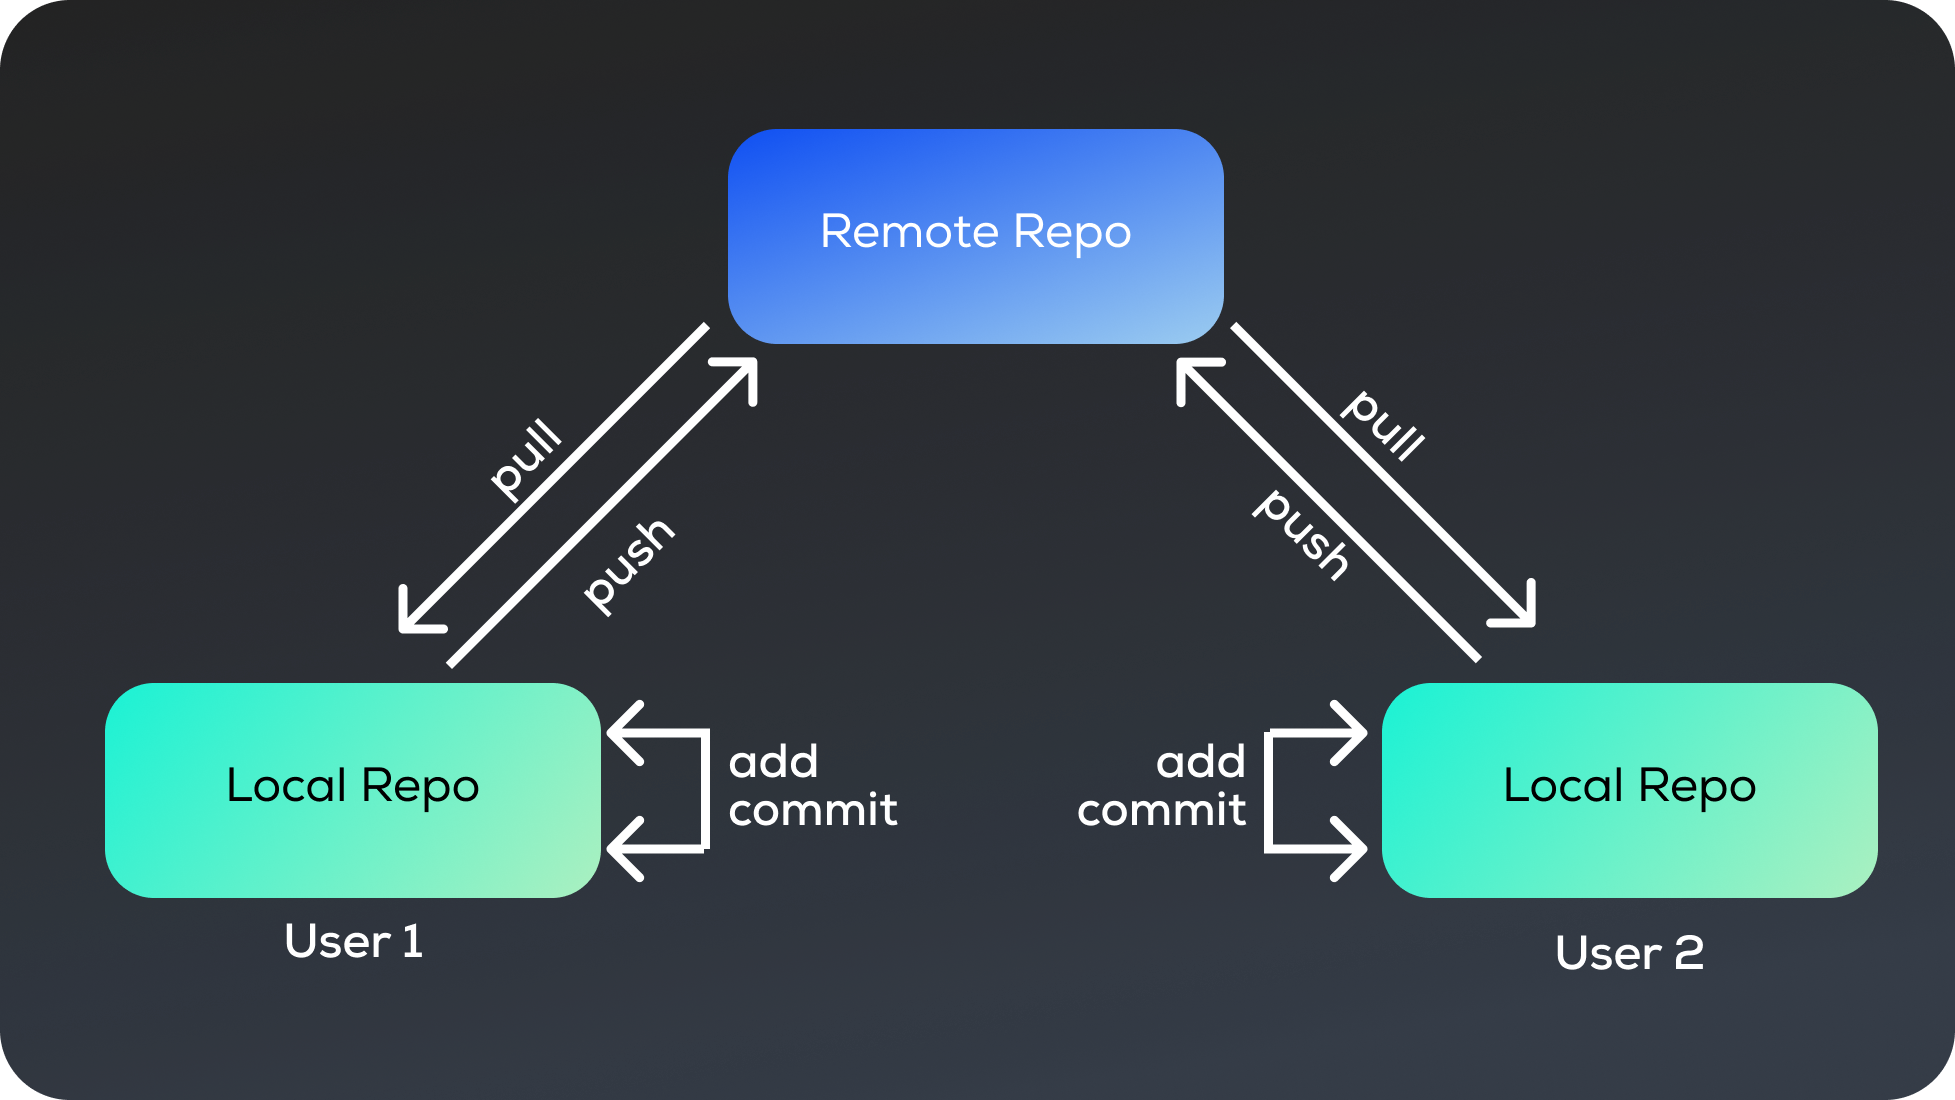 Remote Repo
pull
push
pull
push
Local Repo
add
commit
add
commit
Local Repo
User 1
User 2